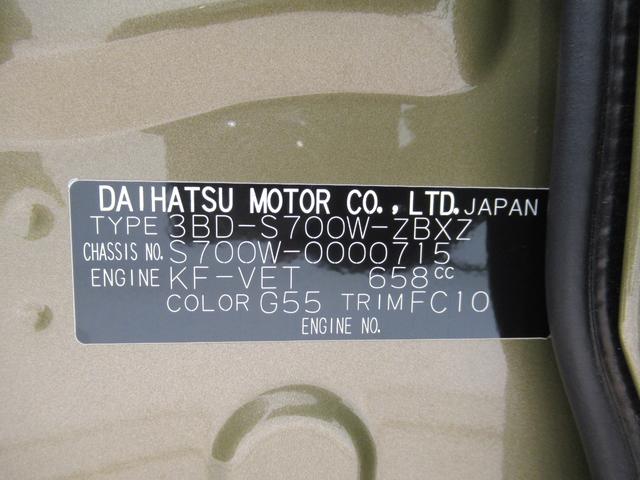 DAIHATSU MOTOR CO., LTD. JAPAN
TYPE 3BD-S700W-ZBXZ
CHASSIS NO. S700W-0000715
ENGINE KF-VET 658cc
COLOR G55 TRIM FC10
ENGINE NO.